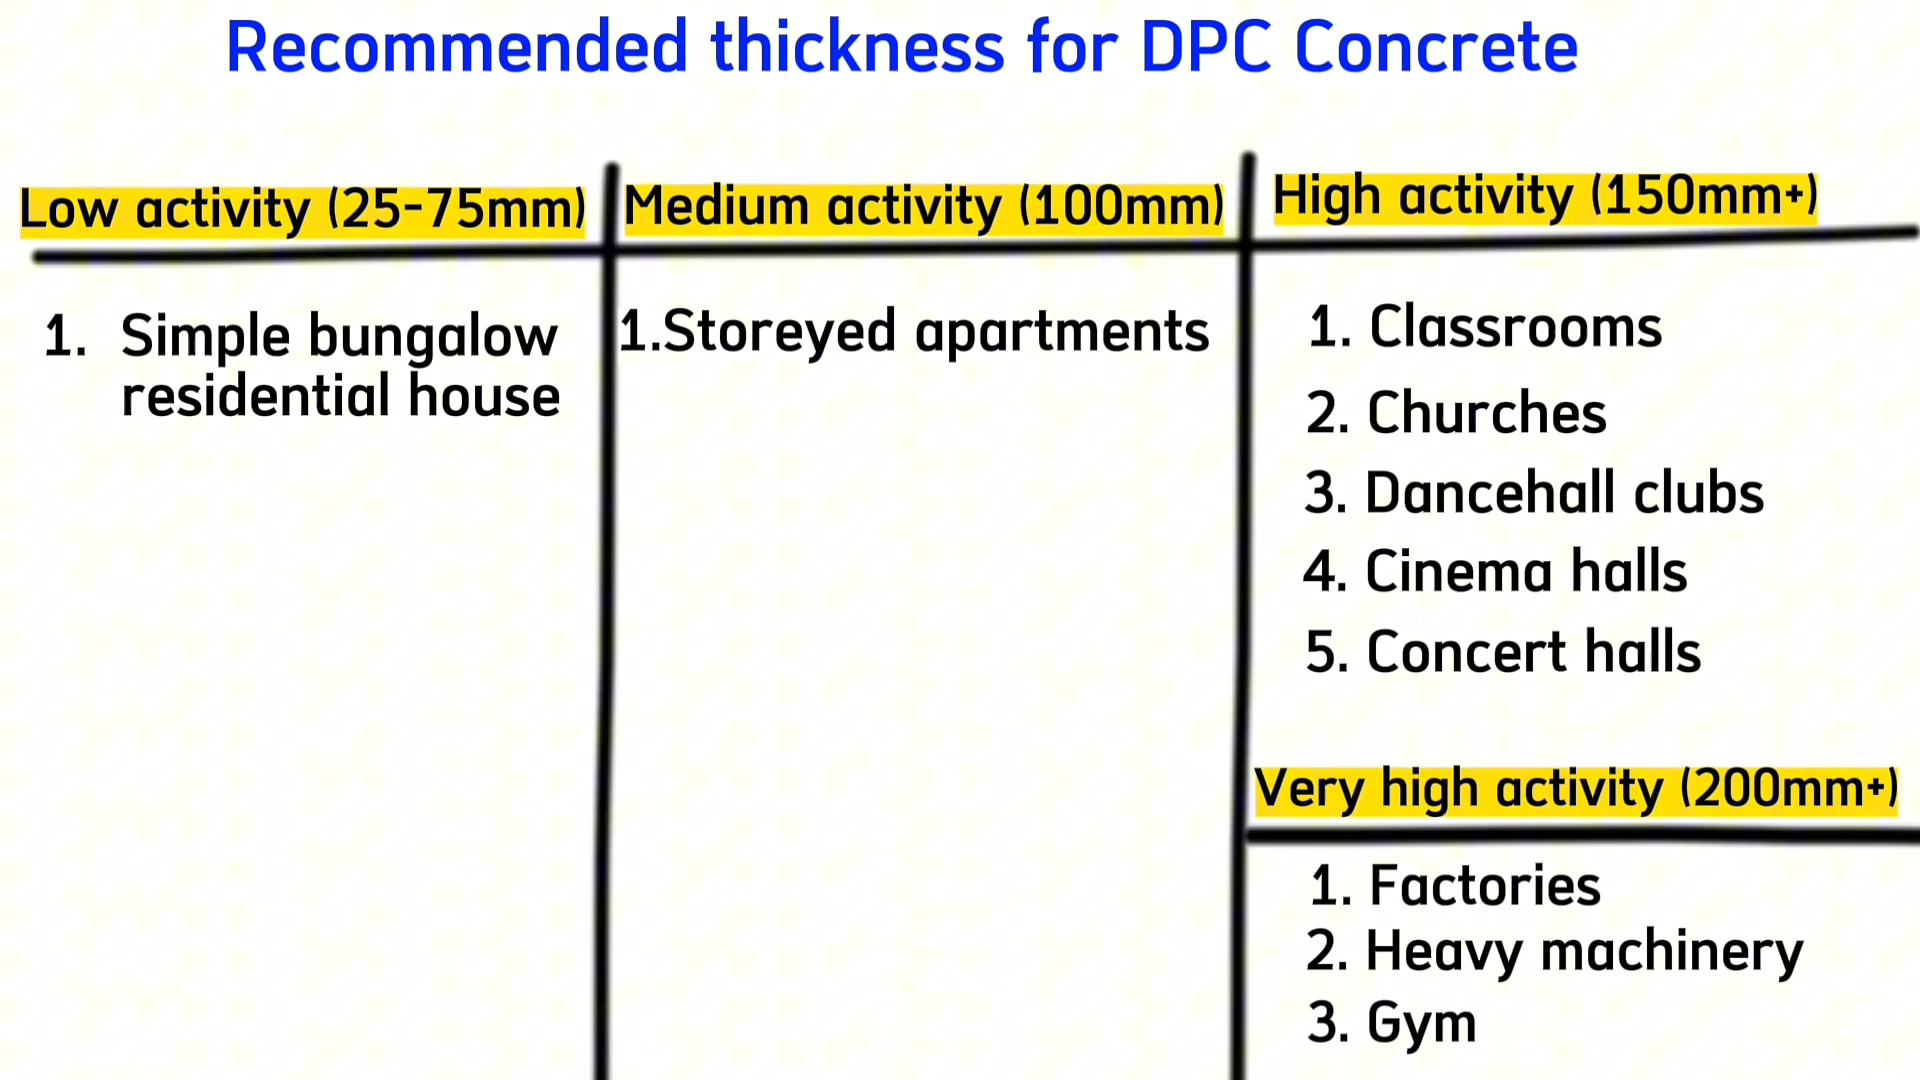 Recommended thickness for DPC Concrete
Low activity (25-75mm)
1. Simple bungalow
residential house
Medium activity (100mm)
1.Storeyed apartments
High activity (150mm+)
1. Classrooms
2. Churches
3. Dancehall clubs
4. Cinema halls
5. Concert halls
Very high activity (200mm+)
1. Factories
2. Heavy machinery
3. Gym